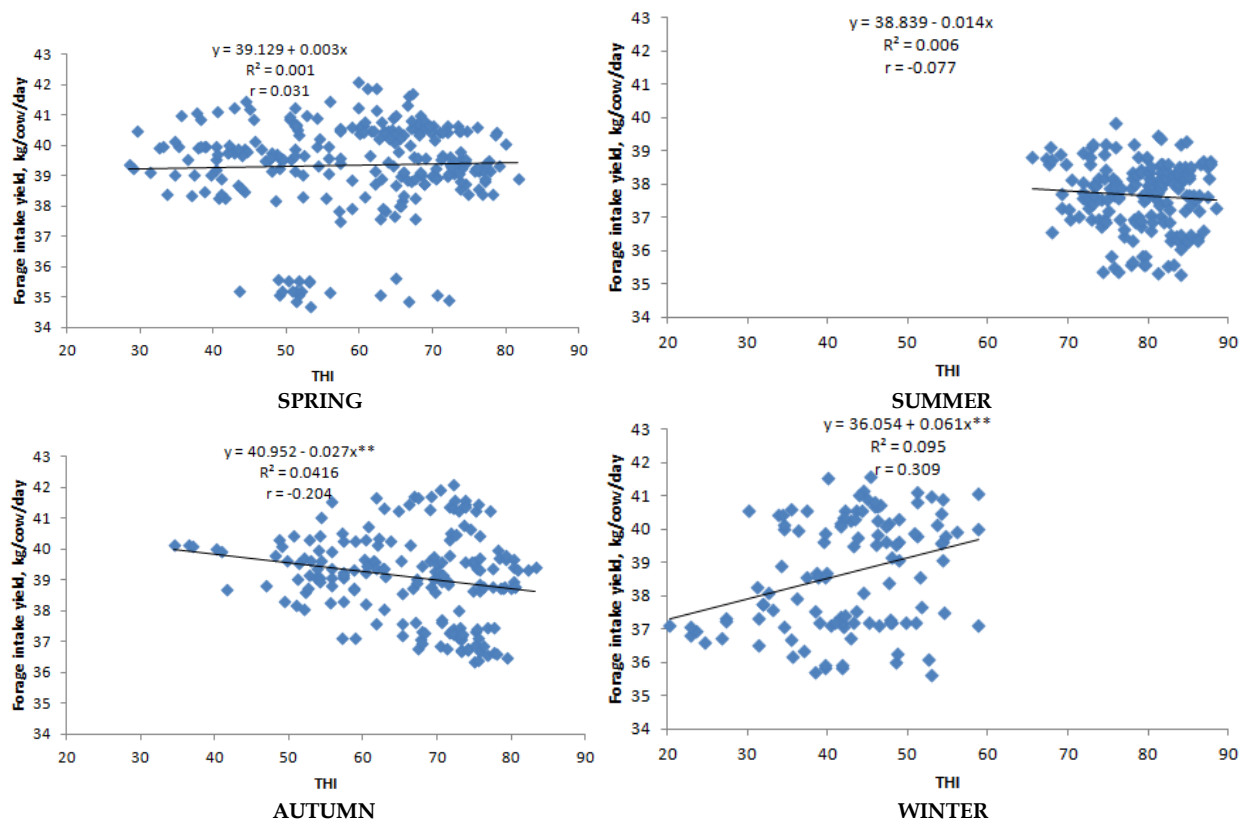 y = 39.129 + 0.003x
R² = 0.001
r = 0.031
Forage intake yield, kg/cow/day
43
42
41
40
39
38
37
36
35
34
20 30 40 50 60 70 80 90
THI
SPRING
y = 38.839 - 0.014x
R² = 0.006
r = -0.077
Forage intake yield, kg/cow/day
43
42
41
40
39
38
37
36
35
34
20 30 40 50 60 70 80 90
THI
SUMMER
y = 40.952 - 0.027x**
R² = 0.0416
r = -0.204
Forage intake yield, kg/cow/day
43
42
41
40
39
38
37
36
35
34
20 30 40 50 60 70 80 90
THI
AUTUMN
y = 36.054 + 0.061x**
R² = 0.095
r = 0.309
Forage intake yield, kg/cow/day
43
42
41
40
39
38
37
36
35
34
20 30 40 50 60 70 80 90
THI
WINTER